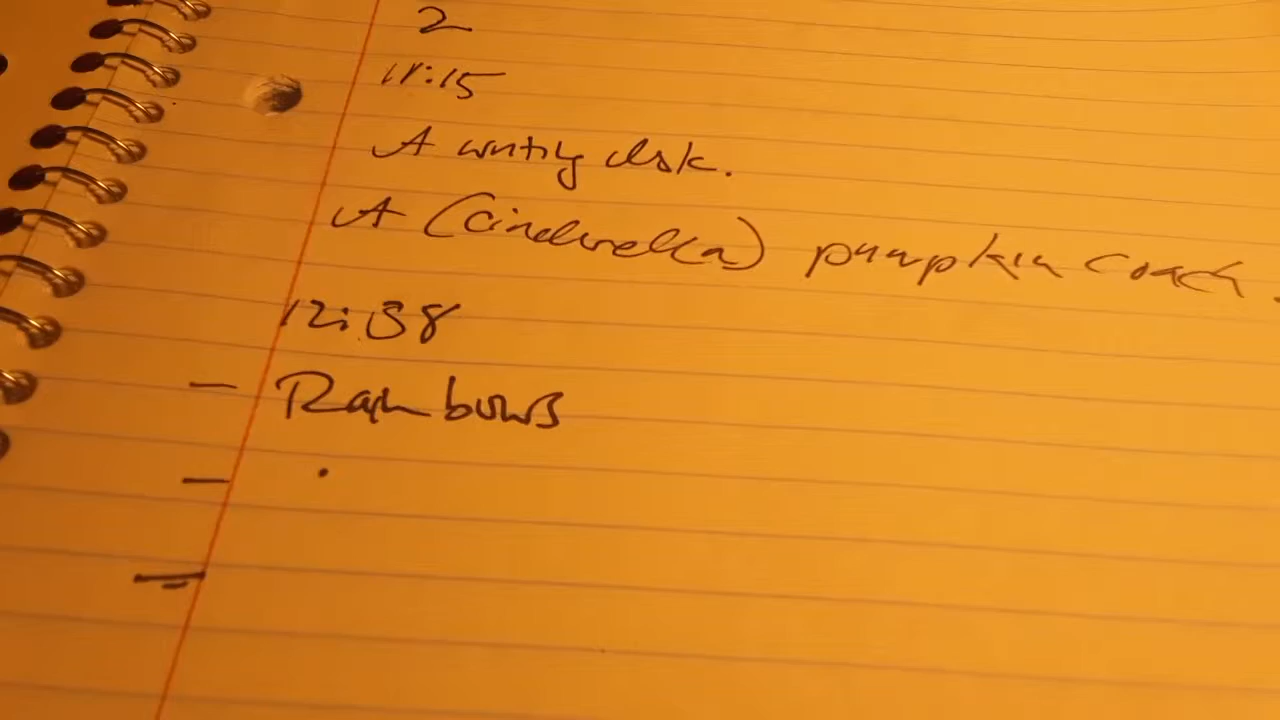 2
11:15
A writing desk.
A (cinderella) pumpkin coach.
12:38
- Rainbows
- .
-